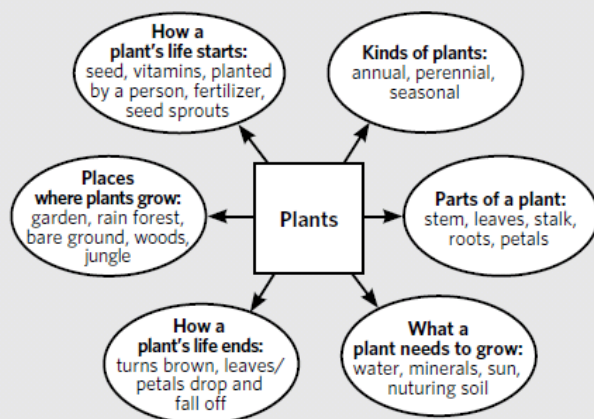 How a
plant's life starts:
seed, vitamins, planted
by a person, fertilizer,
seed sprouts
Kinds of plants:
annual, perennial,
seasonal
Places
where plants grow:
garden, rain forest,
bare ground, woods,
jungle
Plants
Parts of a plant:
stem, leaves, stalk,
roots, petals
How a
plant's life ends:
turns brown, leaves/
petals drop and
fall off
What a
plant needs to grow:
water, minerals, sun,
nuturing soil